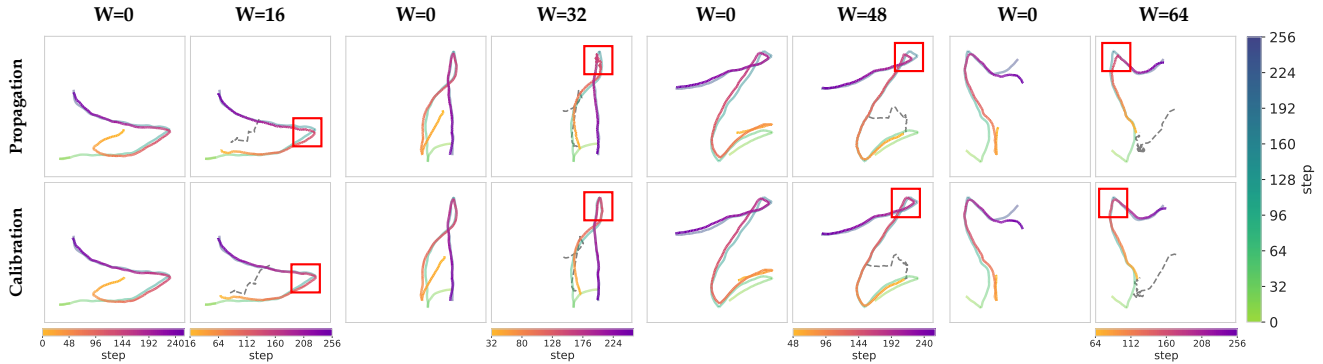 W=0 W=16 W=0 W=32 W=0 W=48 W=0 W=64
Propagation
Calibration
256
224
192
160
128
96
64
32
0
step
0 48 96 144 192 240
step
16 64 112 160 208 256
step
32 80 128 176 224
step
48 96 144 192 240
step
64 112 160 208 256
step